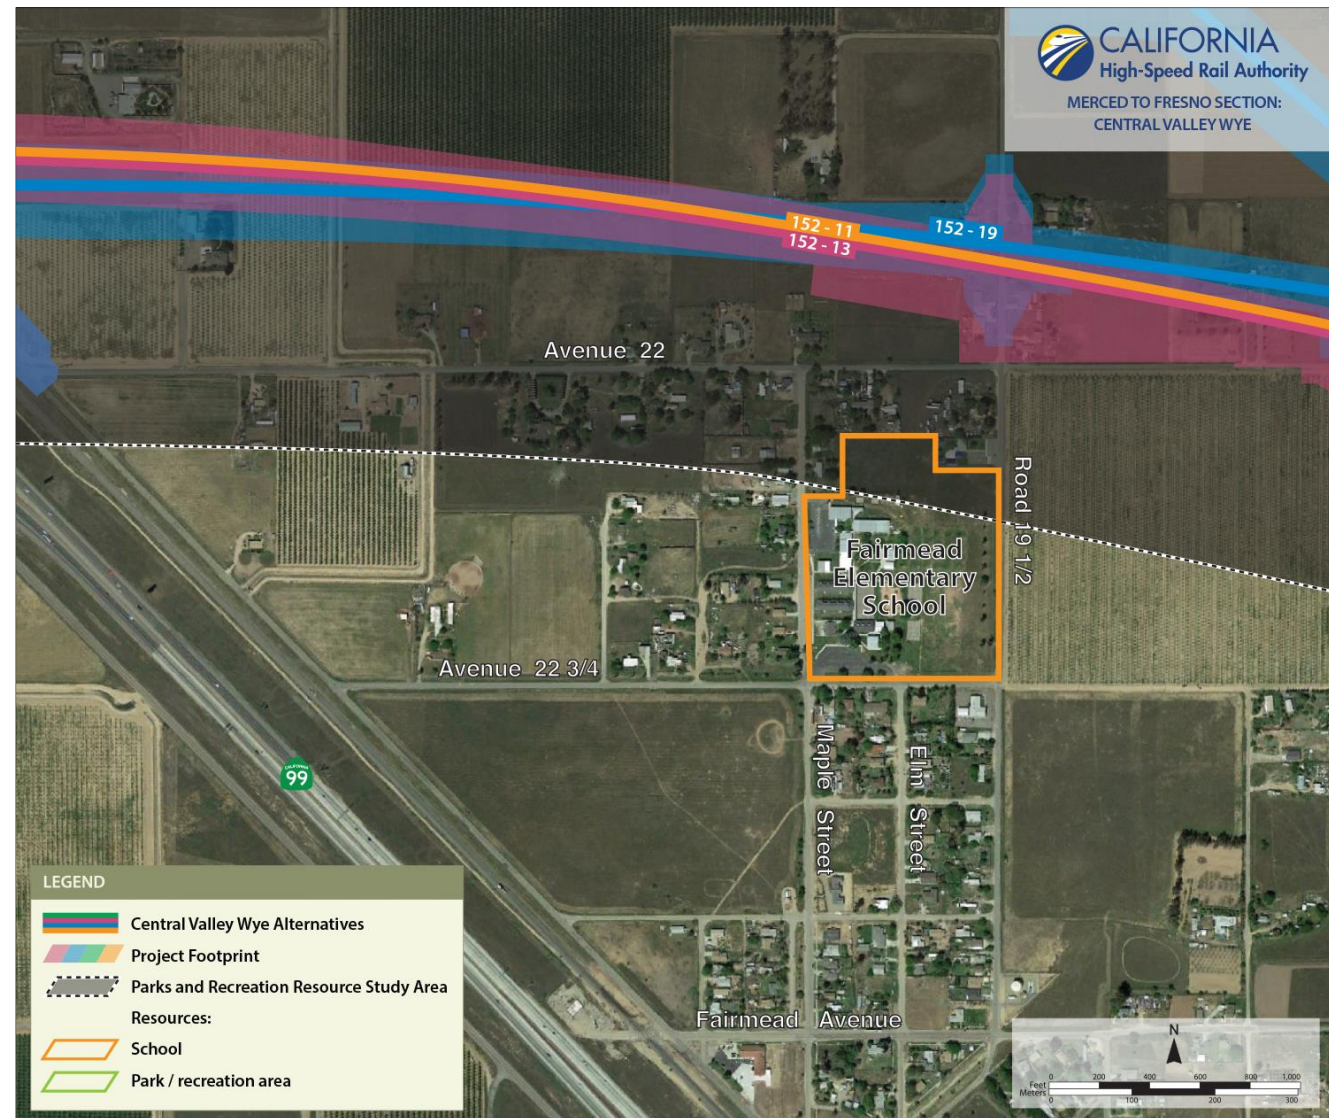 CALIFORNIA
High-Speed Rail Authority
MERCED TO FRESNO SECTION:
CENTRAL VALLEY WYE
152 - 11
152 - 19
152 - 13
Avenue 22
Road 19 1/2
Fairmead
Elementary
School
Avenue 22 3/4
Maple Street
Elm Street
CALIFORNIA
99
Fairmead Avenue
LEGEND
Central Valley Wye Alternatives
Project Footprint
Parks and Recreation Resource Study Area
Resources:
School
Park / recreation area
N
0 200 400 600 800 1,000
Feet
Meters
0 100 200 300